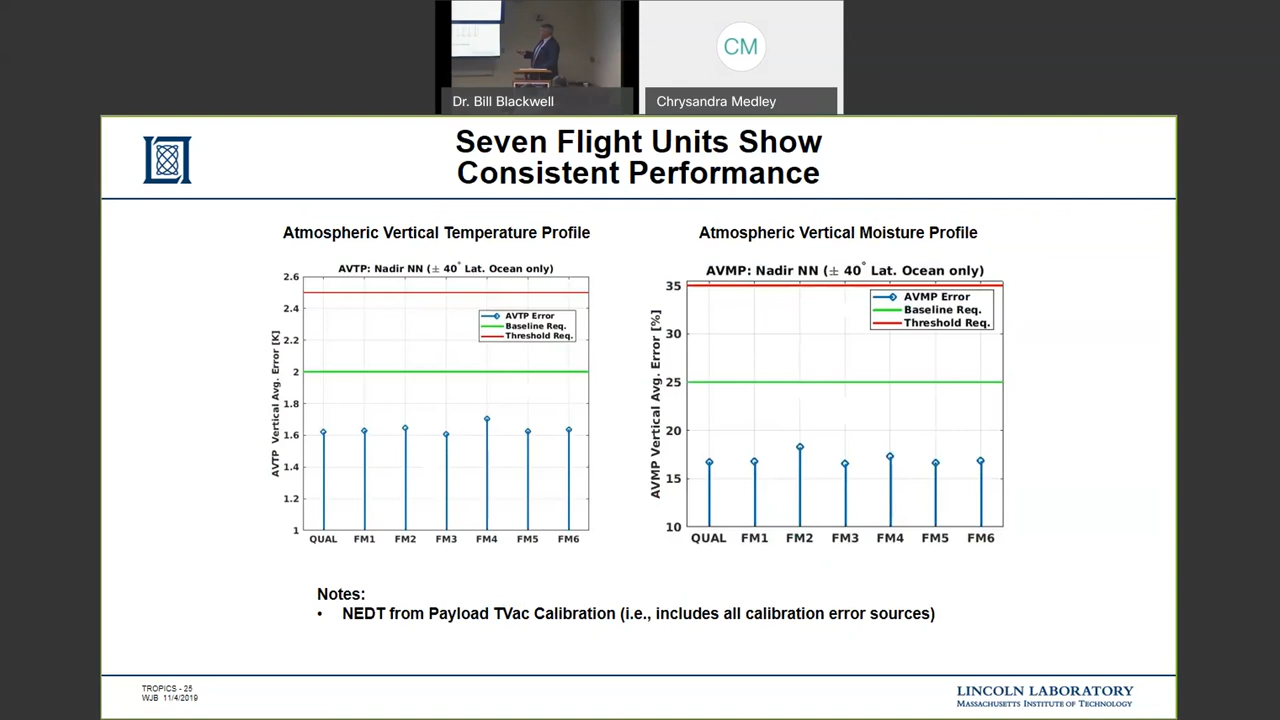 Dr. Bill Blackwell
CM
Chrysandra Medley
Seven Flight Units Show
Consistent Performance
Atmospheric Vertical Temperature Profile
AVTP: Nadir NN (± 40° Lat. Ocean only)
AVTP Vertical Avg. Error [K]
2.6
2.4
2.2
2
1.8
1.6
1.4
1.2
1
AVTP Error
Baseline Req.
Threshold Req.
QUAL FM1 FM2 FM3 FM4 FM5 FM6
Atmospheric Vertical Moisture Profile
AVMP: Nadir NN (± 40° Lat. Ocean only)
AVMP Vertical Avg. Error [%]
35
30
25
20
15
10
AVMP Error
Baseline Req.
Threshold Req.
QUAL FM1 FM2 FM3 FM4 FM5 FM6
Notes:
• NEDT from Payload TVac Calibration (i.e., includes all calibration error sources)
TROPICS - 25
WJB 11/4/2019
LINCOLN LABORATORY
MASSACHUSETTS INSTITUTE OF TECHNOLOGY